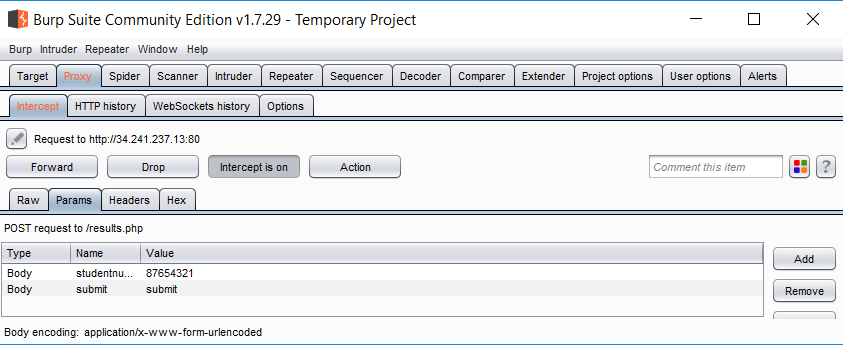 Burp Suite Community Edition v1.7.29 - Temporary Project
Burp Intruder Repeater Window Help
Target Proxy Spider Scanner Intruder Repeater Sequencer Decoder Comparer Extender Project options User options Alerts
Intercept HTTP history WebSockets history Options
Request to http://34.241.237.13:80
Forward Drop Intercept is on Action Comment this item ?
Raw Params Headers Hex
POST request to /results.php
Type Name Value
Body studentnu... 87654321
Body submit submit
Add
Remove
Body encoding: application/x-www-form-urlencoded